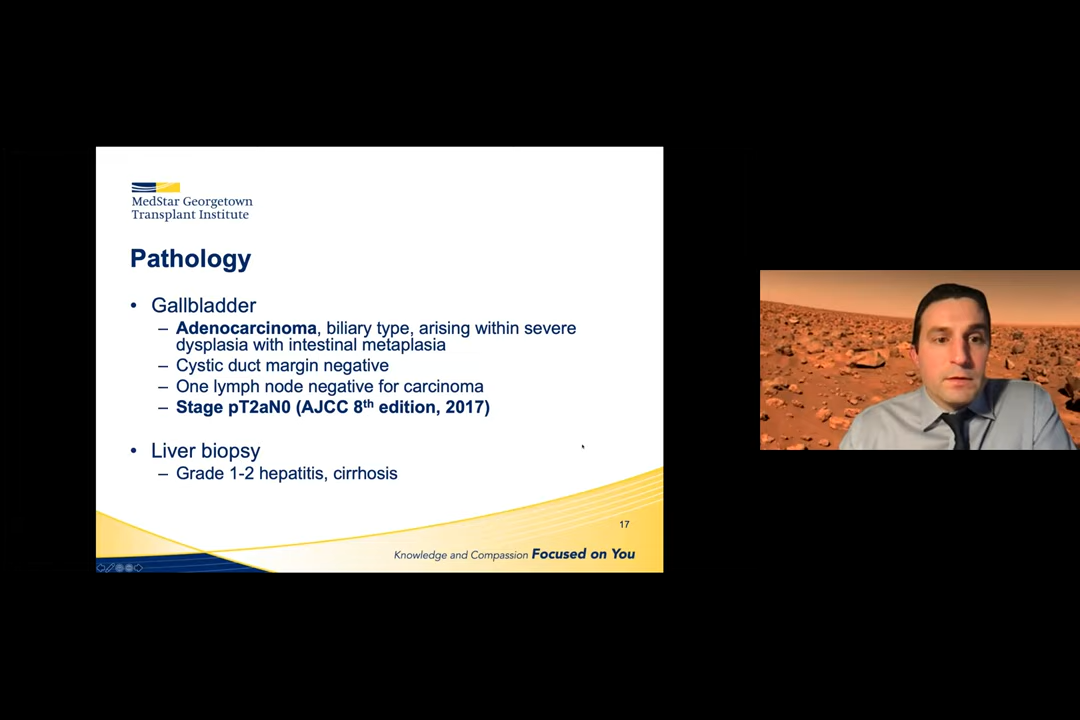 MedStar Georgetown
Transplant Institute
Pathology
• Gallbladder
– Adenocarcinoma, biliary type, arising within severe
dysplasia with intestinal metaplasia
– Cystic duct margin negative
– One lymph node negative for carcinoma
– Stage pT2aN0 (AJCC 8th edition, 2017)
• Liver biopsy
– Grade 1-2 hepatitis, cirrhosis
17
Knowledge and Compassion Focused on You